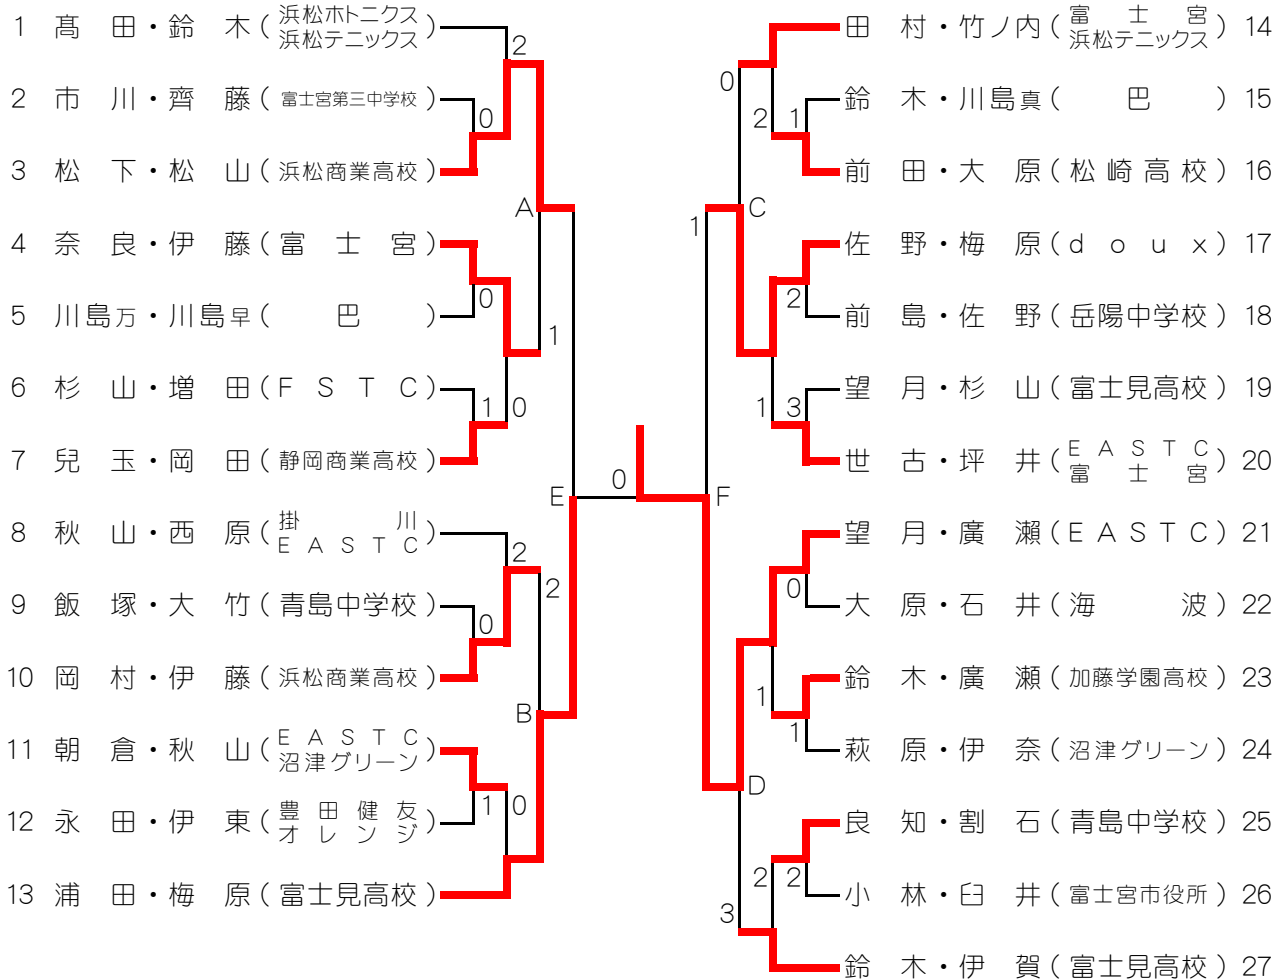 1 髙田・鈴木(浜松ホトニクス 浜松テニックス)
2 市川・齊藤(富士宮第三中学校)
3 松下・松山(浜松商業高校)
4 奈良・伊藤(富士宮)
5 川島万・川島早(巴)
6 杉山・増田(FSTC)
7 兒玉・岡田(静岡商業高校)
8 秋山・西原(掛川 EASTC)
9 飯塚・大竹(青島中学校)
10 岡村・伊藤(浜松商業高校)
11 朝倉・秋山(EASTC 沼津グリーン)
12 永田・伊東(豊田健友 オレンジ)
13 浦田・梅原(富士見高校)
2
0
A
0
1
1 0
E
0
2
2
0
B
1 0
0
2 1
1 C
2
1 3
F
0
1
1
D
2 2
3
田村・竹ノ内(富士宮 浜松テニックス) 14
鈴木・川島真(巴) 15
前田・大原(松崎高校) 16
佐野・梅原(doux) 17
前島・佐野(岳陽中学校) 18
望月・杉山(富士見高校) 19
世古・坪井(EASTC 富士宮) 20
望月・廣瀬(EASTC) 21
大原・石井(海波) 22
鈴木・廣瀬(加藤学園高校) 23
萩原・伊奈(沼津グリーン) 24
良知・割石(青島中学校) 25
小林・臼井(富士宮市役所) 26
鈴木・伊賀(富士見高校) 27